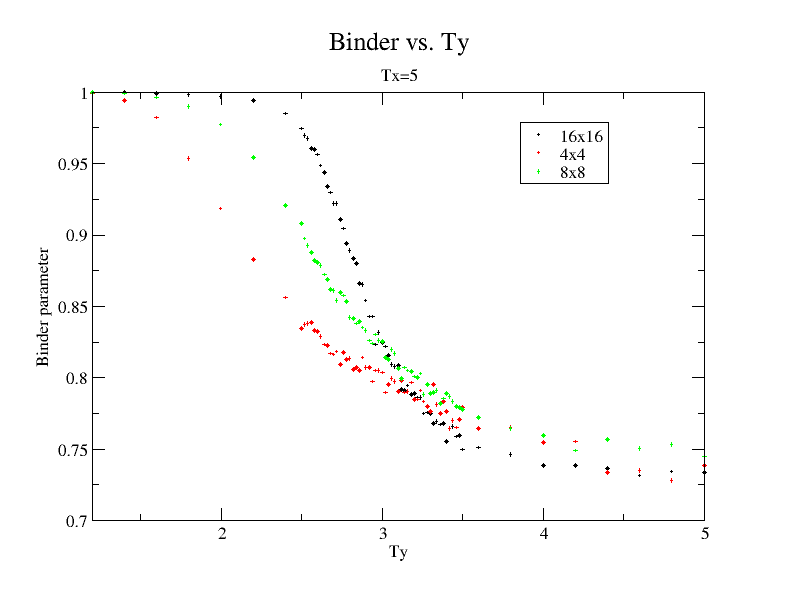 Binder vs. Ty
Tx=5
1
0.95
0.9
0.85
0.8
0.75
0.7
Binder parameter
16x16
4x4
8x8
2
3
4
5
Ty